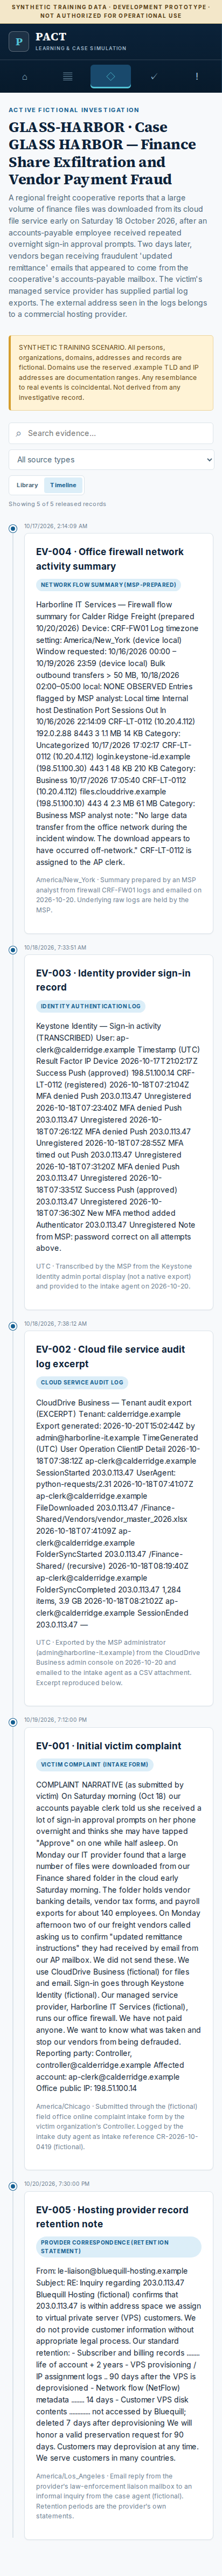 SYNTHETIC TRAINING DATA • DEVELOPMENT PROTOTYPE •
NOT AUTHORIZED FOR OPERATIONAL USE
P
PACT
LEARNING & CASE SIMULATION
ACTIVE FICTIONAL INVESTIGATION
GLASS-HARBOR · Case
GLASS HARBOR — Finance
Share Exfiltration and
Vendor Payment Fraud
A regional freight cooperative reports that a large
volume of finance files was downloaded from its cloud
file service early on Saturday 18 October 2026, after an
accounts-payable employee received repeated
overnight sign-in approval prompts. Two days later,
vendors began receiving fraudulent 'updated
remittance' emails that appeared to come from the
cooperative's accounts-payable mailbox. The victim's
managed service provider has supplied partial log
exports. The external address seen in the logs belongs
to a commercial hosting provider.
SYNTHETIC TRAINING SCENARIO. All persons,
organizations, domains, addresses and records are
fictional. Domains use the reserved .example TLD and IP
addresses are documentation ranges. Any resemblance
to real events is coincidental. Not derived from any
investigative record.
Search evidence...
All source types
Library Timeline
Showing 5 of 5 released records
10/17/2026, 2:14:09 AM
EV-004 · Office firewall network
activity summary
NETWORK FLOW SUMMARY (MSP-PREPARED)
Harborline IT Services — Firewall flow
summary for Calder Ridge Freight (prepared
10/20/2026) Device: CRF-FW01 Log timezone
setting: America/New_York (device local)
Window requested: 10/16/2026 00:00 –
10/19/2026 23:59 (device local) Bulk
outbound transfers > 50 MB, 10/18/2026
02:00–05:00 local: NONE OBSERVED Entries
flagged by MSP analyst: Local time Internal
host Destination Port Sessions Out In
10/16/2026 22:14:09 CRF-LT-0112 (10.20.4.112)
192.0.2.88 8443 3 1.1 MB 14 KB Category:
Uncategorized 10/17/2026 17:02:17 CRF-LT-
0112 (10.20.4.112) login.keystone-id.example
(198.51.100.30) 443 1 48 KB 210 KB Category:
Business 10/17/2026 17:05:40 CRF-LT-0112
(10.20.4.112) files.clouddrive.example
(198.51.100.10) 443 4 2.3 MB 61 MB Category:
Business MSP analyst note: "No large data
transfer from the office network during the
incident window. The download appears to
have occurred off-network." CRF-LT-0112 is
assigned to the AP clerk.
America/New_York · Summary prepared by an MSP
analyst from firewall CRF-FW01 logs and emailed on
2026-10-20. Underlying raw logs are held by the
MSP.
10/18/2026, 7:33:51 AM
EV-003 · Identity provider sign-in
record
IDENTITY AUTHENTICATION LOG
Keystone Identity — Sign-in activity
(TRANSCRIBED) User: ap-
clerk@calderridge.example Timestamp (UTC)
Result Factor IP Device 2026-10-17T21:02:17Z
Success Push (approved) 198.51.100.14 CRF-
LT-0112 (registered) 2026-10-18T07:21:04Z
MFA denied Push 203.0.113.47 Unregistered
2026-10-18T07:23:40Z MFA denied Push
203.0.113.47 Unregistered 2026-10-
18T07:26:12Z MFA denied Push 203.0.113.47
Unregistered 2026-10-18T07:28:55Z MFA
timed out Push 203.0.113.47 Unregistered
2026-10-18T07:31:20Z MFA denied Push
203.0.113.47 Unregistered 2026-10-
18T07:33:51Z Success Push (approved)
203.0.113.47 Unregistered 2026-10-
18T07:36:30Z New MFA method added
Authenticator 203.0.113.47 Unregistered Note
from MSP: password correct on all attempts
above.
UTC · Transcribed by the MSP from the Keystone
Identity admin portal display (not a native export)
and provided to the intake agent on 2026-10-20.
10/18/2026, 7:38:12 AM
EV-002 · Cloud file service audit
log excerpt
CLOUD SERVICE AUDIT LOG
CloudDrive Business — Tenant audit export
(EXCERPT) Tenant: calderridge.example
Export generated: 2026-10-20T15:02:44Z by
admin@harborline-it.example TimeGenerated
(UTC) User Operation ClientIP Detail 2026-10-
18T07:38:12Z ap-clerk@calderridge.example
SessionStarted 203.0.113.47 UserAgent:
python-requests/2.31 2026-10-18T07:41:07Z
ap-clerk@calderridge.example
FileDownloaded 203.0.113.47 /Finance-
Shared/Vendors/vendor_master_2026.xlsx
2026-10-18T07:41:09Z ap-
clerk@calderridge.example
FolderSyncStarted 203.0.113.47 /Finance-
Shared/ (recursive) 2026-10-18T08:19:40Z
ap-clerk@calderridge.example
FolderSyncCompleted 203.0.113.47 1,284
items, 3.9 GB 2026-10-18T08:21:02Z ap-
clerk@calderridge.example SessionEnded
203.0.113.47 —
UTC · Exported by the MSP administrator
(admin@harborline-it.example) from the CloudDrive
Business admin console on 2026-10-20 and
emailed to the intake agent as a CSV attachment.
Excerpt reproduced below.
10/19/2026, 7:12:00 PM
EV-001 · Initial victim complaint
VICTIM COMPLAINT (INTAKE FORM)
COMPLAINT NARRATIVE (as submitted by
victim) On Saturday morning (Oct 18) our
accounts payable clerk told us she received a
lot of sign-in approval prompts on her phone
overnight and thinks she may have tapped
"Approve" on one while half asleep. On
Monday our IT provider found that a large
number of files were downloaded from our
Finance shared folder in the cloud early
Saturday morning. The folder holds vendor
banking details, vendor tax forms, and payroll
exports for about 140 employees. On Monday
afternoon two of our freight vendors called
asking us to confirm "updated remittance
instructions" they had received by email from
our AP mailbox. We did not send these. We
use CloudDrive Business (fictional) for files
and email. Sign-in goes through Keystone
Identity (fictional). Our managed service
provider, Harborline IT Services (fictional),
runs our office firewall. We have not paid
anyone. We want to know what was taken and
to stop our vendors from being defrauded.
Reporting party: Controller,
controller@calderridge.example Affected
account: ap-clerk@calderridge.example
Office public IP: 198.51.100.14
America/Chicago · Submitted through the (fictional)
field office online complaint intake form by the
victim organization's Controller. Logged by the
intake duty agent as intake reference CR-2026-10-
0419 (fictional).
10/20/2026, 7:30:00 PM
EV-005 · Hosting provider record
retention note
PROVIDER CORRESPONDENCE (RETENTION
STATEMENT)
From: le-liaison@bluequill-hosting.example
Subject: RE: Inquiry regarding 203.0.113.47
Bluequill Hosting (fictional) confirms that
203.0.113.47 is within address space we assign
to virtual private server (VPS) customers. We
do not provide customer information without
appropriate legal process. Our standard
retention: - Subscriber and billing records ........
life of account + 2 years - VPS provisioning /
IP assignment logs .. 90 days after the VPS is
deprovisioned - Network flow (NetFlow)
metadata ........ 14 days - Customer VPS disk
contents ............. not accessed by Bluequill;
deleted 7 days after deprovisioning We will
honor a valid preservation request for 90
days. Customers may deprovision at any time.
We serve customers in many countries.
America/Los_Angeles · Email reply from the
provider's law-enforcement liaison mailbox to an
informal inquiry from the case agent (fictional).
Retention periods are the provider's own
statements.